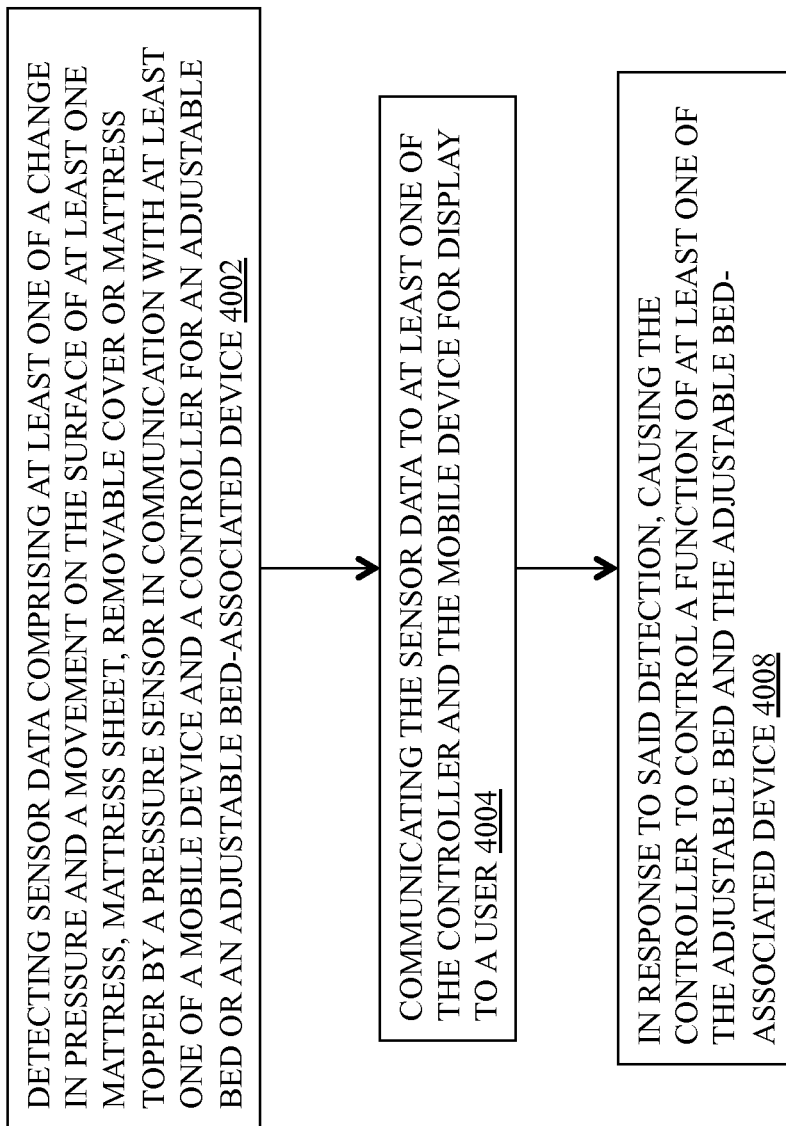 DETECTING SENSOR DATA COMPRISING AT LEAST ONE OF A CHANGE
IN PRESSURE AND A MOVEMENT ON THE SURFACE OF AT LEAST ONE
MATTRESS, MATTRESS SHEET, REMOVABLE COVER OR MATTRESS
TOPPER BY A PRESSURE SENSOR IN COMMUNICATION WITH AT LEAST
ONE OF A MOBILE DEVICE AND A CONTROLLER FOR AN ADJUSTABLE
BED OR AN ADJUSTABLE BED-ASSOCIATED DEVICE 4002
COMMUNICATING THE SENSOR DATA TO AT LEAST ONE OF
THE CONTROLLER AND THE MOBILE DEVICE FOR DISPLAY
TO A USER 4004
IN RESPONSE TO SAID DETECTION, CAUSING THE
CONTROLLER TO CONTROL A FUNCTION OF AT LEAST ONE OF
THE ADJUSTABLE BED AND THE ADJUSTABLE BED-
ASSOCIATED DEVICE 4008